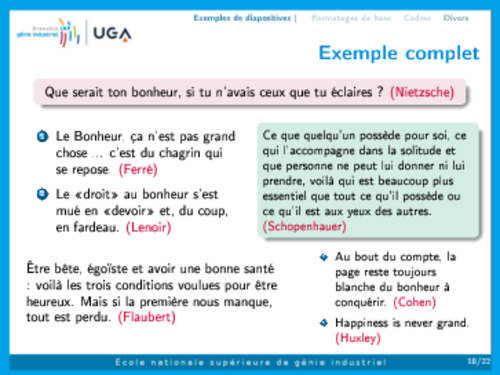 Exemples de diapositives | Formatages de base Cadres Divers
Grenoble INP
génie industriel
UGA
Exemple complet
Que serait ton bonheur, si tu n'avais ceux que tu éclaires ? (Nietzsche)
1 Le Bonheur, ça n'est pas grand
chose ... c'est du chagrin qui
se repose. (Ferré)
2 Le «droit» au bonheur s'est
mué en «devoir» et, du coup,
en fardeau. (Lenoir)
Ce que quelqu'un possède pour soi, ce
qui l'accompagne dans la solitude et
que personne ne peut lui donner ni lui
prendre, voilà qui est beaucoup plus
essentiel que tout ce qu'il possède ou
ce qu'il est aux yeux des autres.
(Schopenhauer)
Être bête, égoïste et avoir une bonne santé
: voilà les trois conditions voulues pour être
heureux. Mais si la première nous manque,
tout est perdu. (Flaubert)
Au bout du compte, la
page reste toujours
blanche du bonheur à
conquérir. (Cohen)
Happiness is never grand.
(Huxley)
École nationale supérieure de génie industriel
18/22